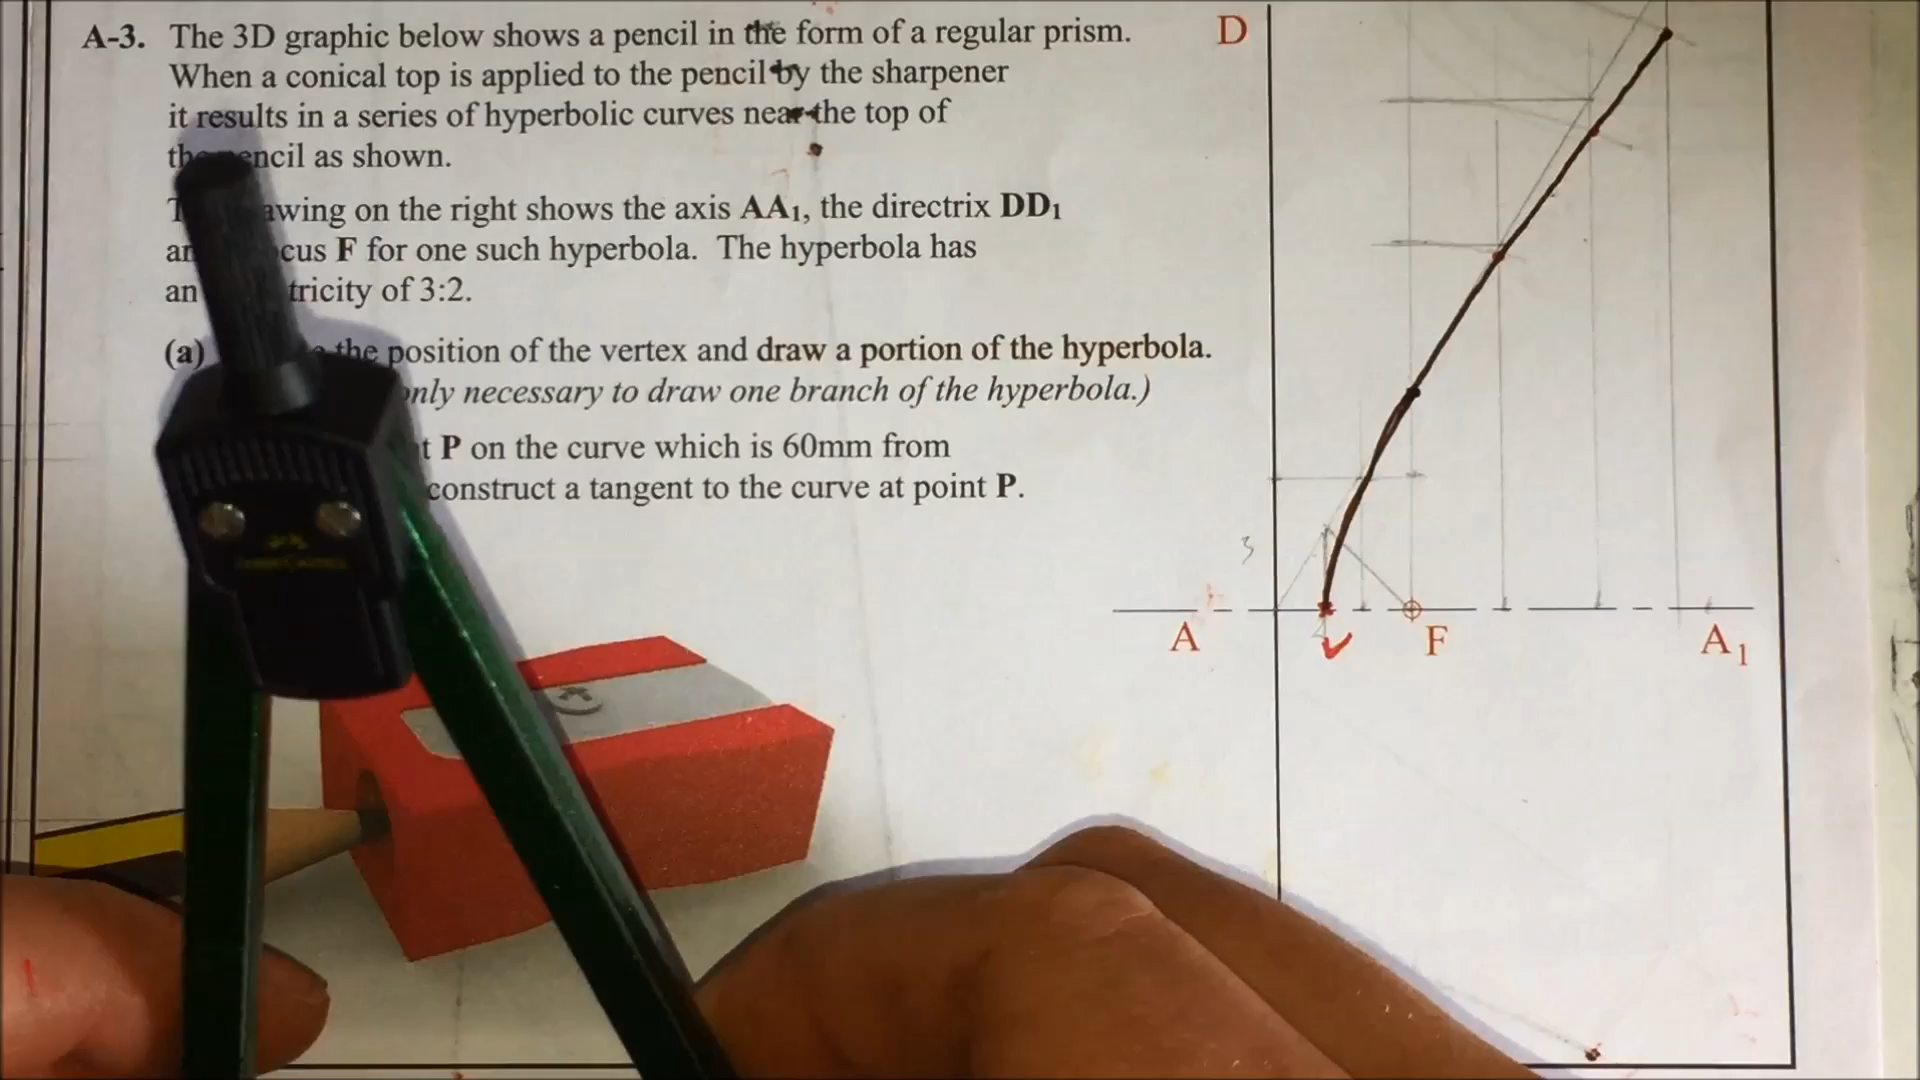 A-3. The 3D graphic below shows a pencil in the form of a regular prism.
When a conical top is applied to the pencil by the sharpener
it results in a series of hyperbolic curves near the top of
encil as shown.
awing on the right shows the axis AA1, the directrix DD1
cus F for one such hyperbola. The hyperbola has
an tricity of 3:2.
(a) the position of the vertex and draw a portion of the hyperbola.
only necessary to draw one branch of the hyperbola.)
t P on the curve which is 60mm from
construct a tangent to the curve at point P.
D
3
A
V
F
A1